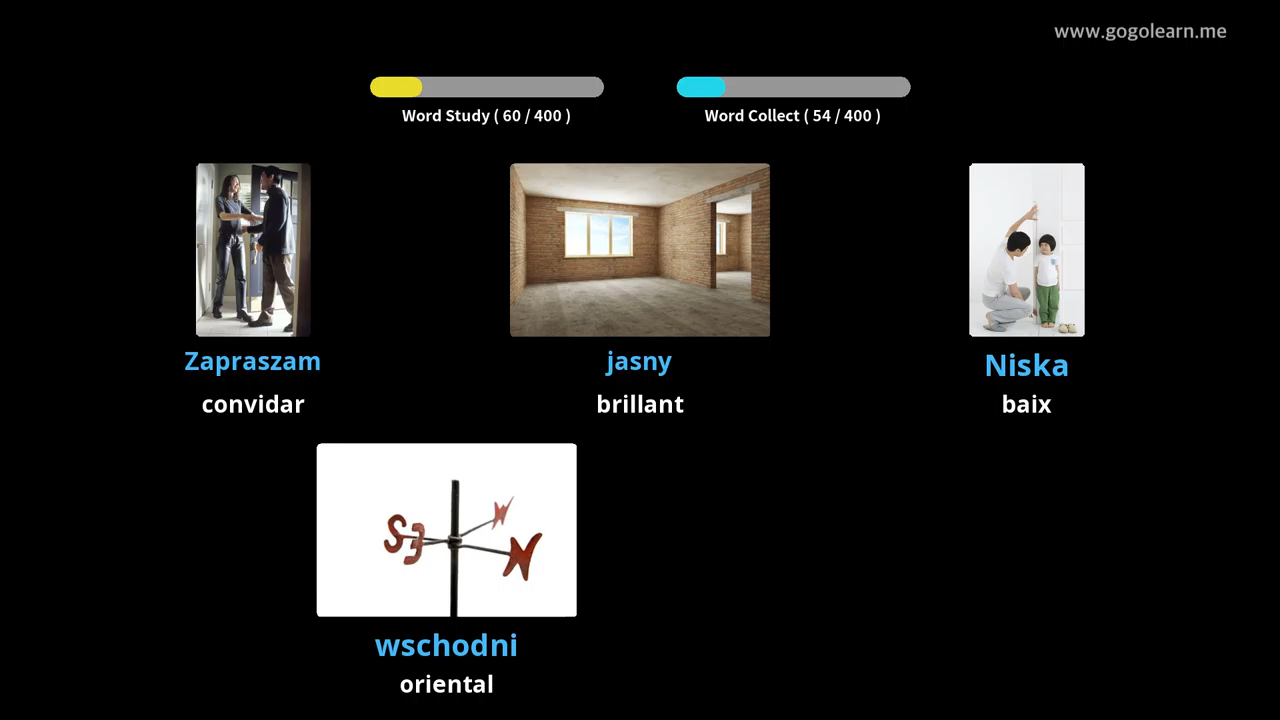 www.gogolearn.me
Word Study ( 60 / 400 )
Word Collect ( 54 / 400 )
Zapraszam
jasny
Niska
convidar
brillant
baix
S
E
N
wschodni
oriental